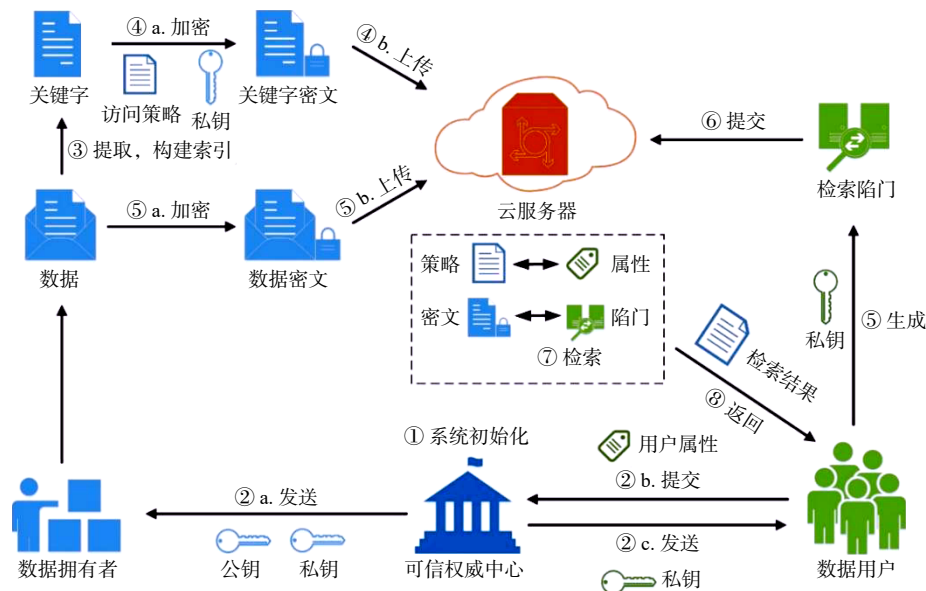 ④ a. 加密
④ b. 上传
关键字
访问策略
私钥
关键字密文
⑥ 提交
③ 提取，构建索引
检索陷门
⑤ a. 加密
⑤ b. 上传
云服务器
数据
数据密文
策略
属性
密文
陷门
⑦ 检索
私钥
⑤ 生成
检索结果
⑧ 返回
① 系统初始化
用户属性
② b. 提交
② a. 发送
② c. 发送
公钥
私钥
数据拥有者
可信权威中心
私钥
数据用户